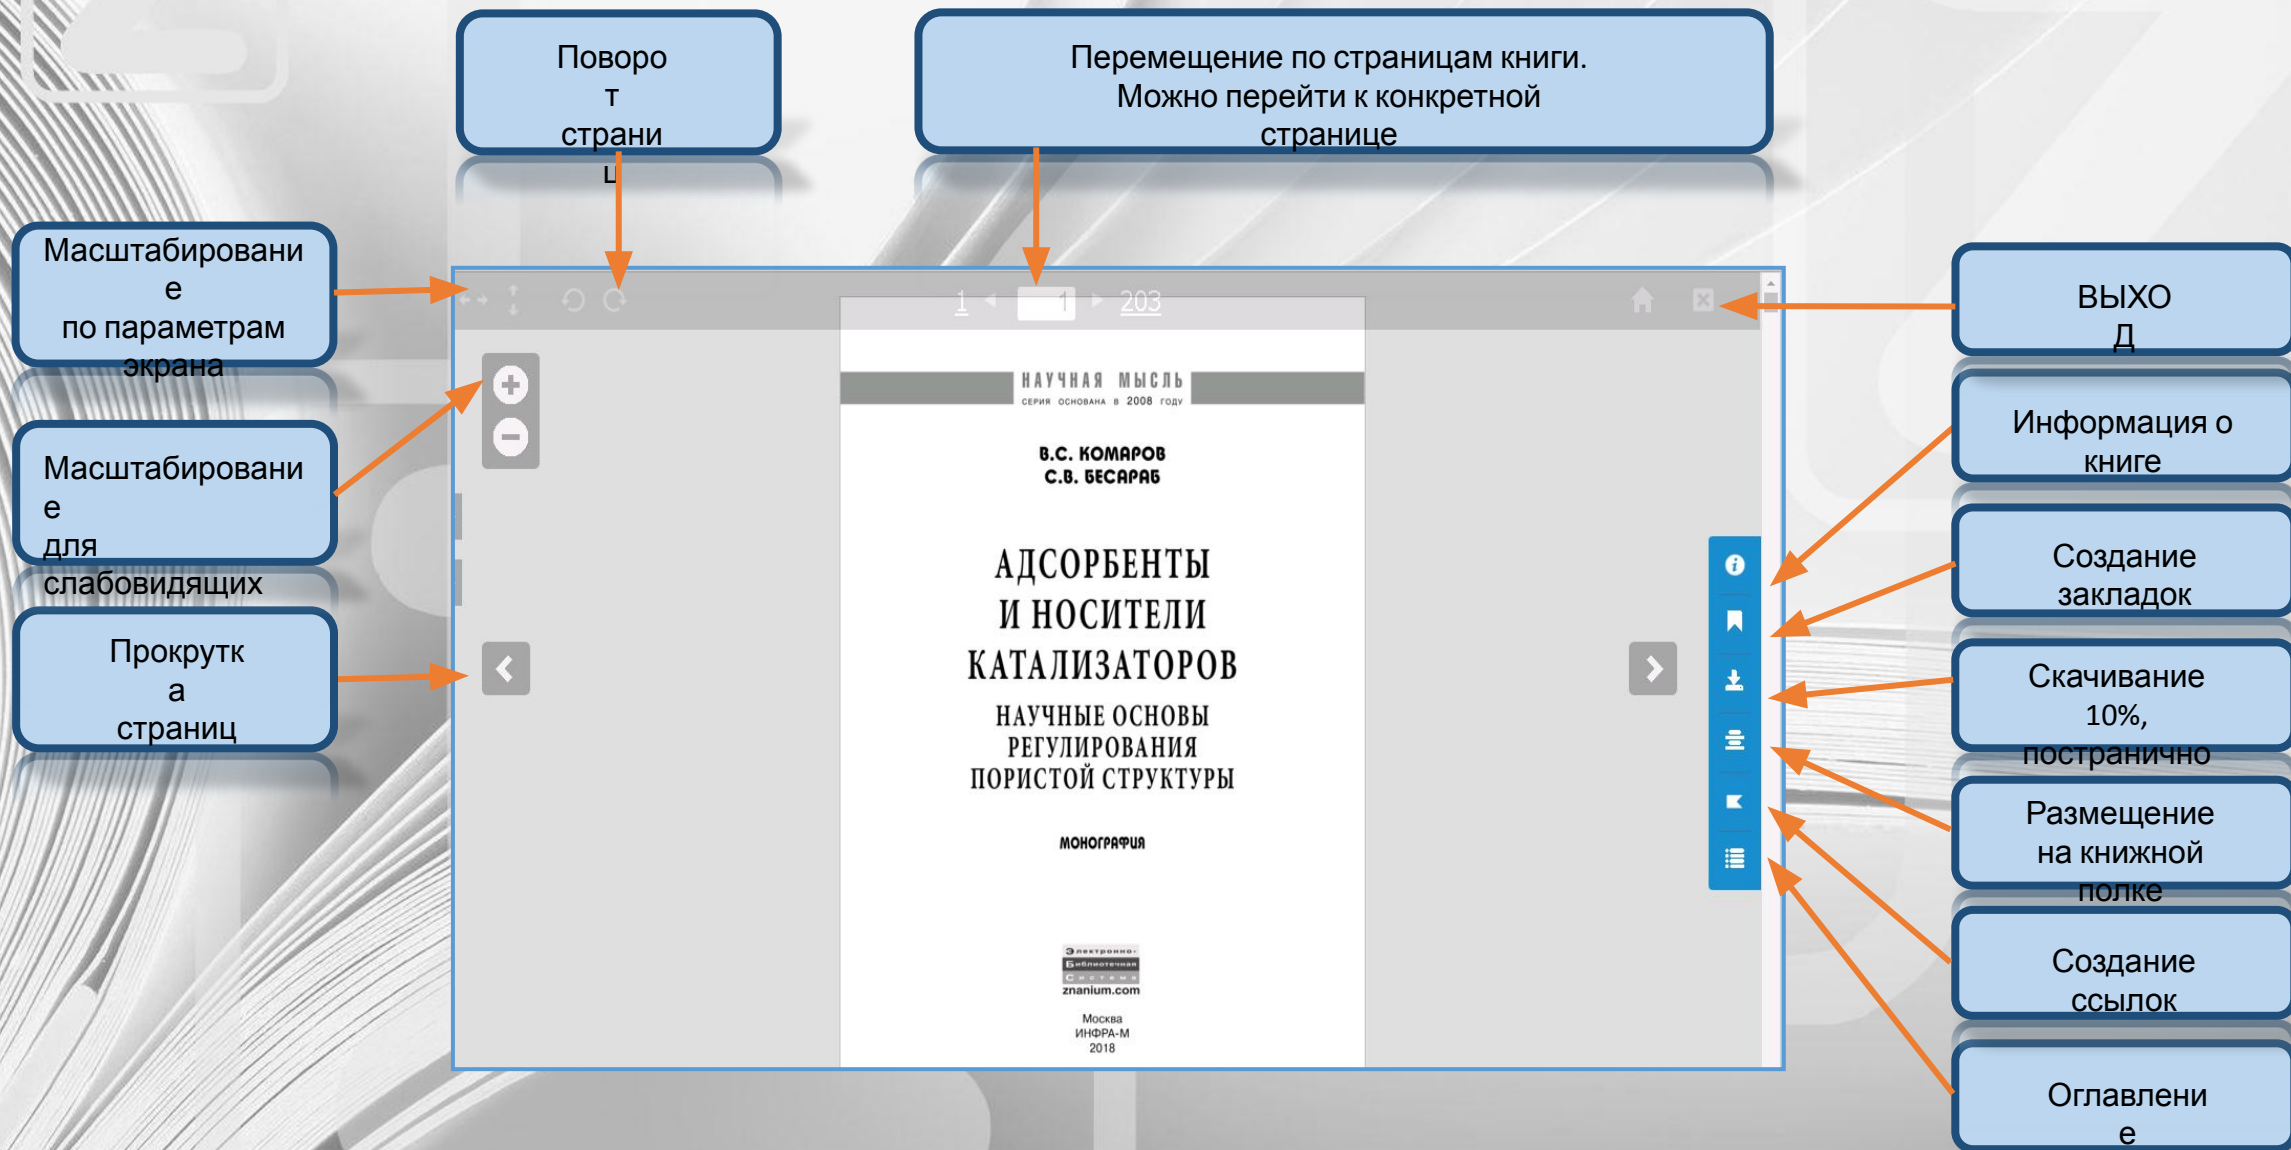 Поворо
т
страни
ц
Перемещение по страницам книги.
Можно перейти к конкретной
странице
Масштабировани
е
по параметрам
экрана
Масштабировани
е
для
слабовидящих
Прокрутк
а
страниц
1
1
203
НАУЧНАЯ МЫСЛЬ
СЕРИЯ ОСНОВАНА В 2008 ГОДУ
В.С. КОМАРОВ
С.В. БЕСАРАБ
АДСОРБЕНТЫ
И НОСИТЕЛИ
КАТАЛИЗАТОРОВ
НАУЧНЫЕ ОСНОВЫ
РЕГУЛИРОВАНИЯ
ПОРИСТОЙ СТРУКТУРЫ
МОНОГРАФИЯ
Электронно-
Библиотечная
Система
znanium.com
Москва
ИНФРА-М
2018
ВЫХО
Д
Информация о
книге
Создание
закладок
Скачивание
10%,
постранично
Размещение
на книжной
полке
Создание
ссылок
Оглавлени
е